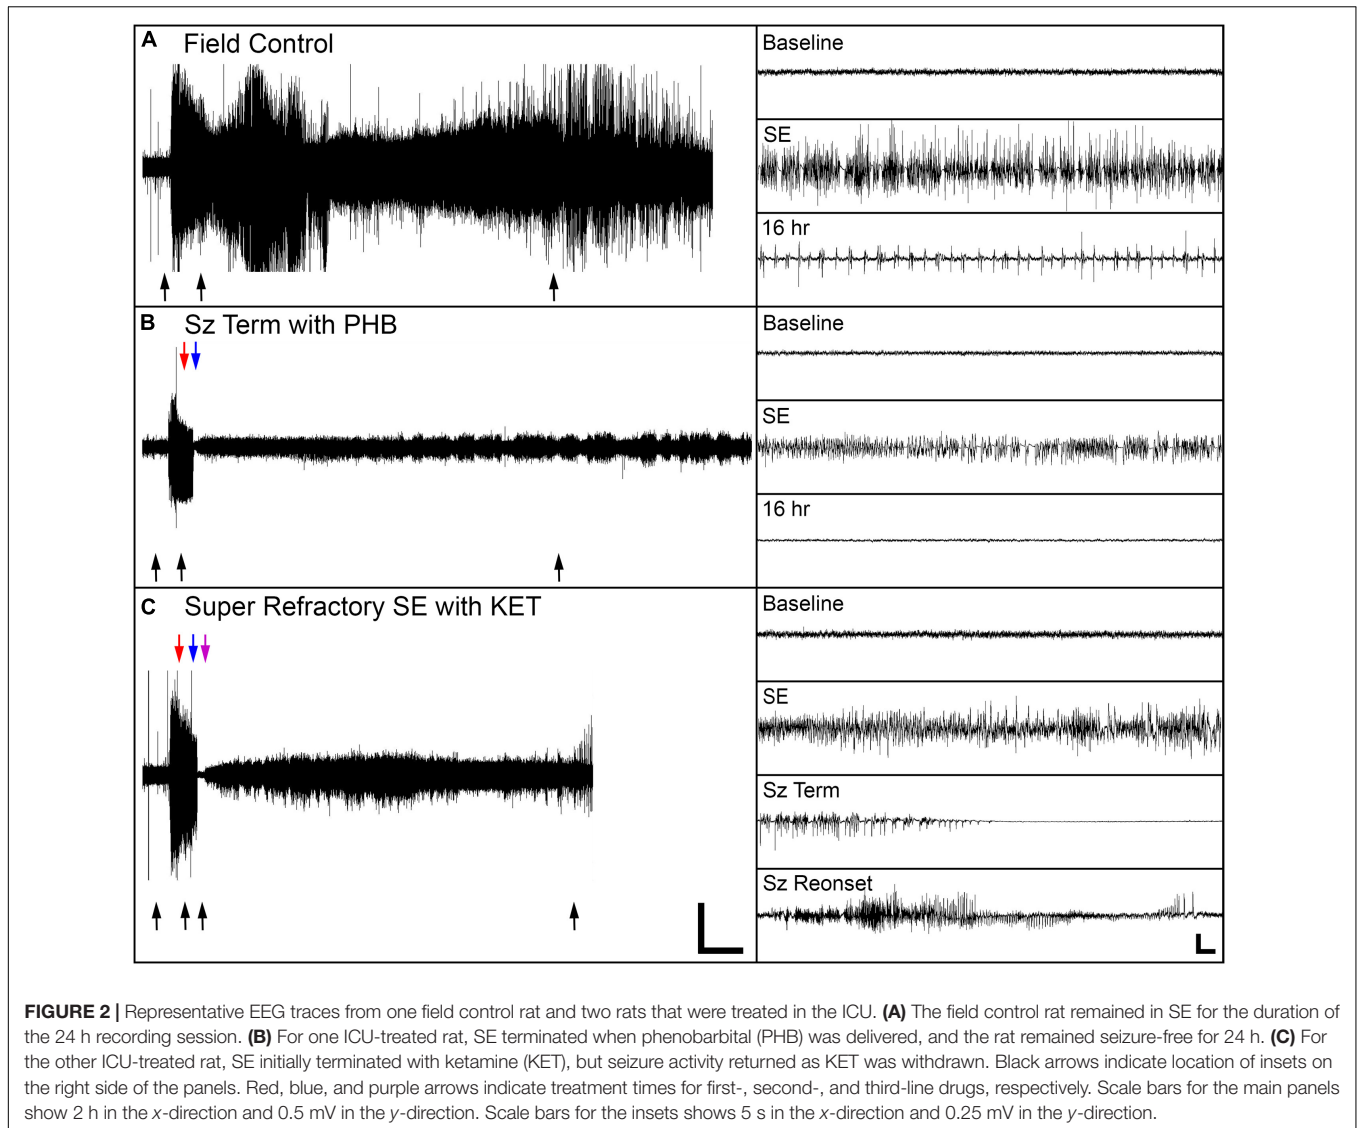 A Field Control
Baseline
SE
16 hr
B Sz Term with PHB
Baseline
SE
16 hr
C Super Refractory SE with KET
Baseline
SE
Sz Term
Sz Reonset
FIGURE 2 | Representative EEG traces from one field control rat and two rats that were treated in the ICU. (A) The field control rat remained in SE for the duration of
the 24 h recording session. (B) For one ICU-treated rat, SE terminated when phenobarbital (PHB) was delivered, and the rat remained seizure-free for 24 h. (C) For
the other ICU-treated rat, SE initially terminated with ketamine (KET), but seizure activity returned as KET was withdrawn. Black arrows indicate location of insets on
the right side of the panels. Red, blue, and purple arrows indicate treatment times for first-, second-, and third-line drugs, respectively. Scale bars for the main panels
show 2 h in the x-direction and 0.5 mV in the y-direction. Scale bars for the insets shows 5 s in the x-direction and 0.25 mV in the y-direction.